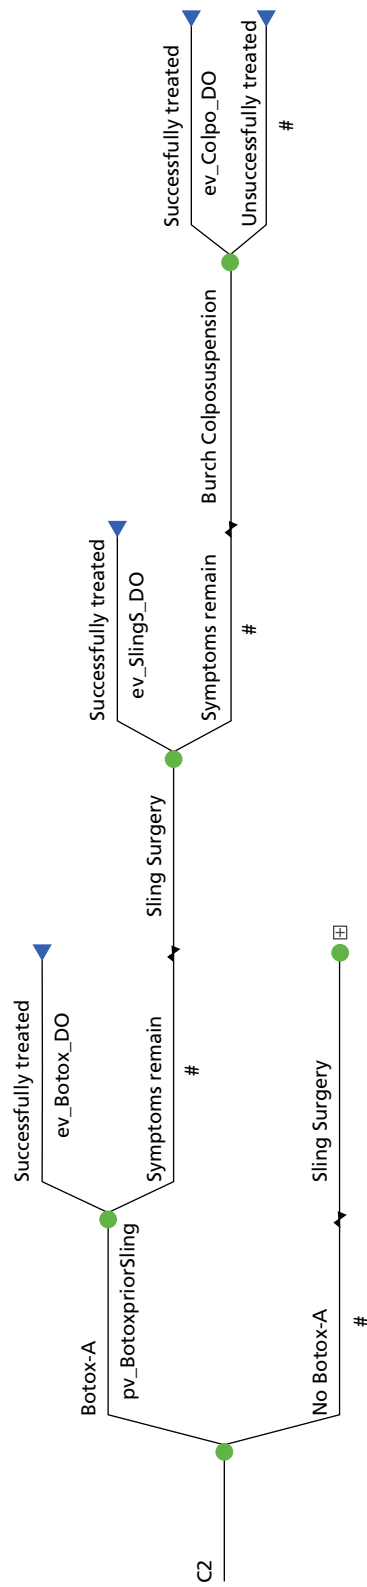 C2
Botox-A
pv_BotoxpriorSling
Successfully treated
ev_Botox_DO
Symptoms remain
#
Sling Surgery
Successfully treated
ev_SlingS_DO
Symptoms remain
#
Burch Colposuspension
Successfully treated
ev_Colpo_DO
Unsuccessfully treated
#
No Botox-A
#
Sling Surgery